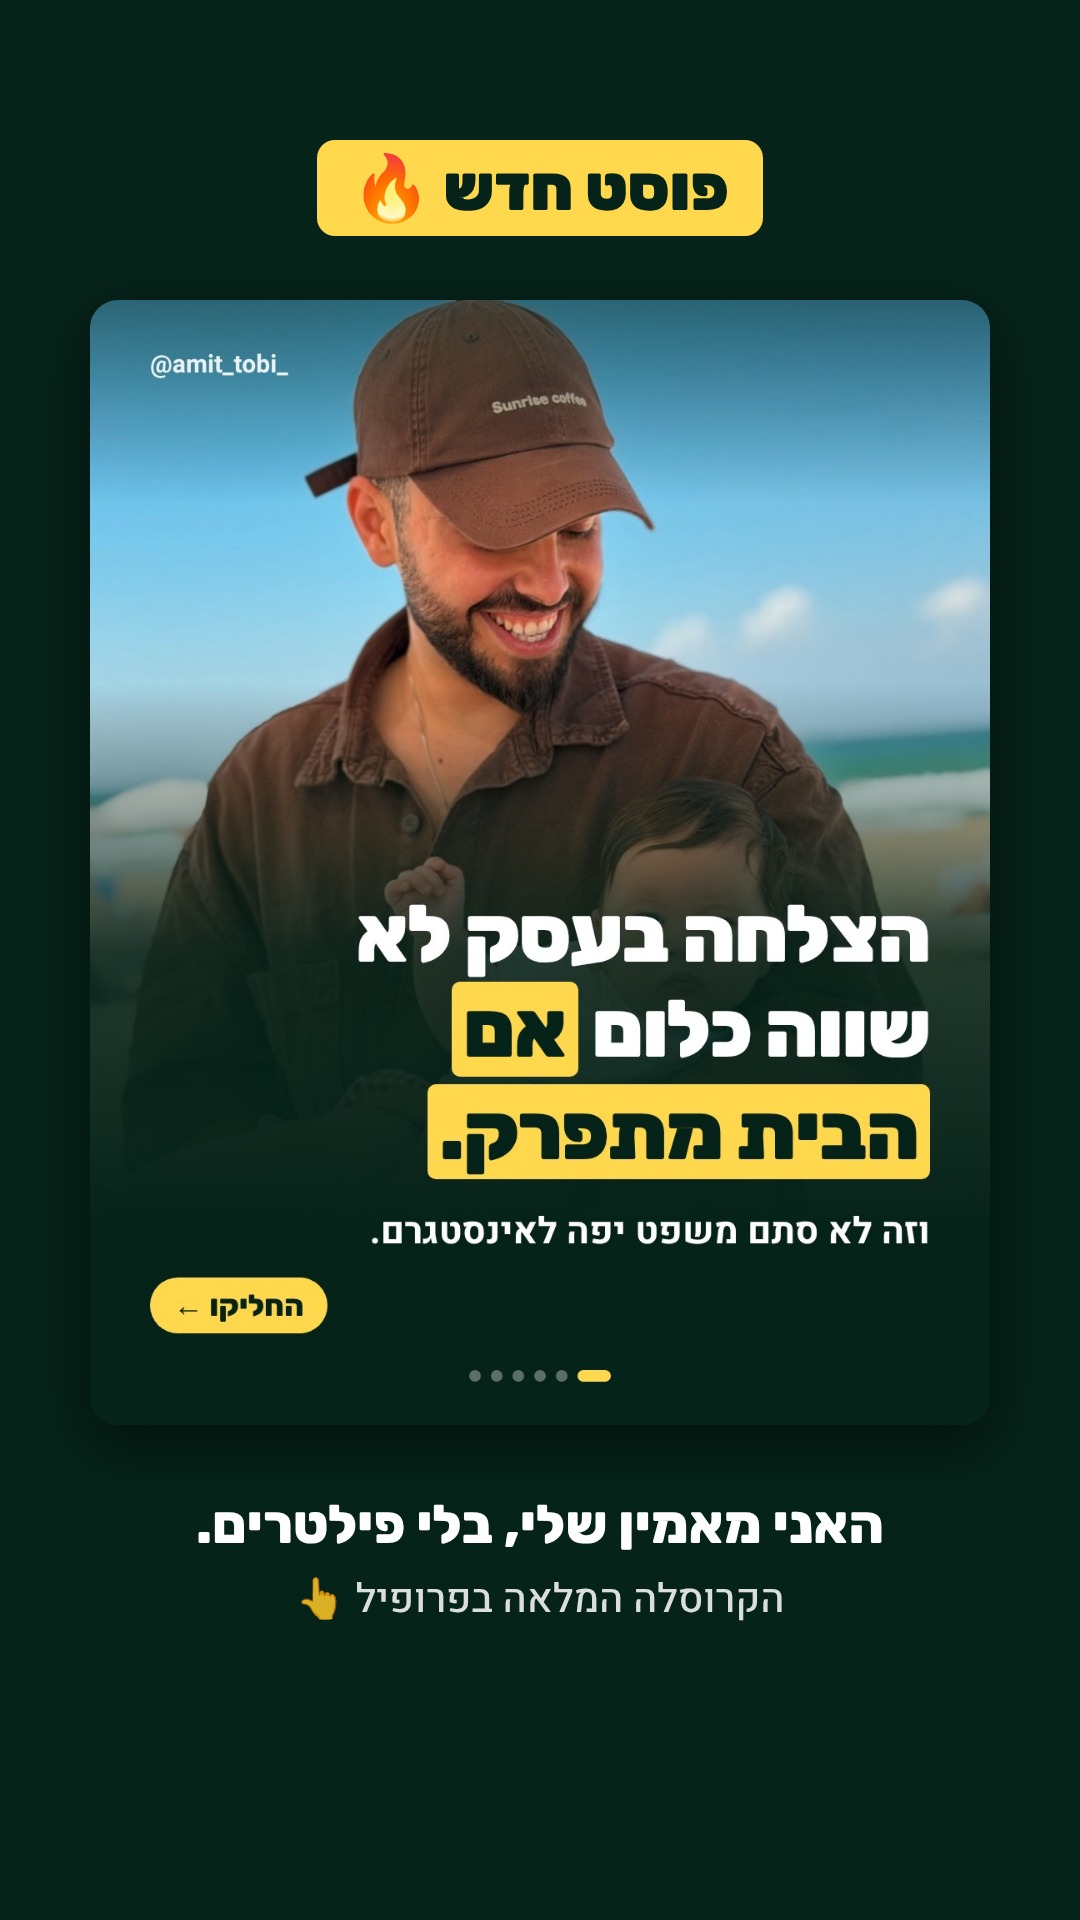 פוסט חדש 🔥
@amit_tobi_
Sunrise coffee
הצלחה בעסק לא
שווה כלום אם
הבית מתפרק.
וזה לא סתם משפט יפה לאינסטגרם.
החליקו ←
האני מאמין שלי, בלי פילטרים.
הקרוסלה המלאה בפרופיל 👆